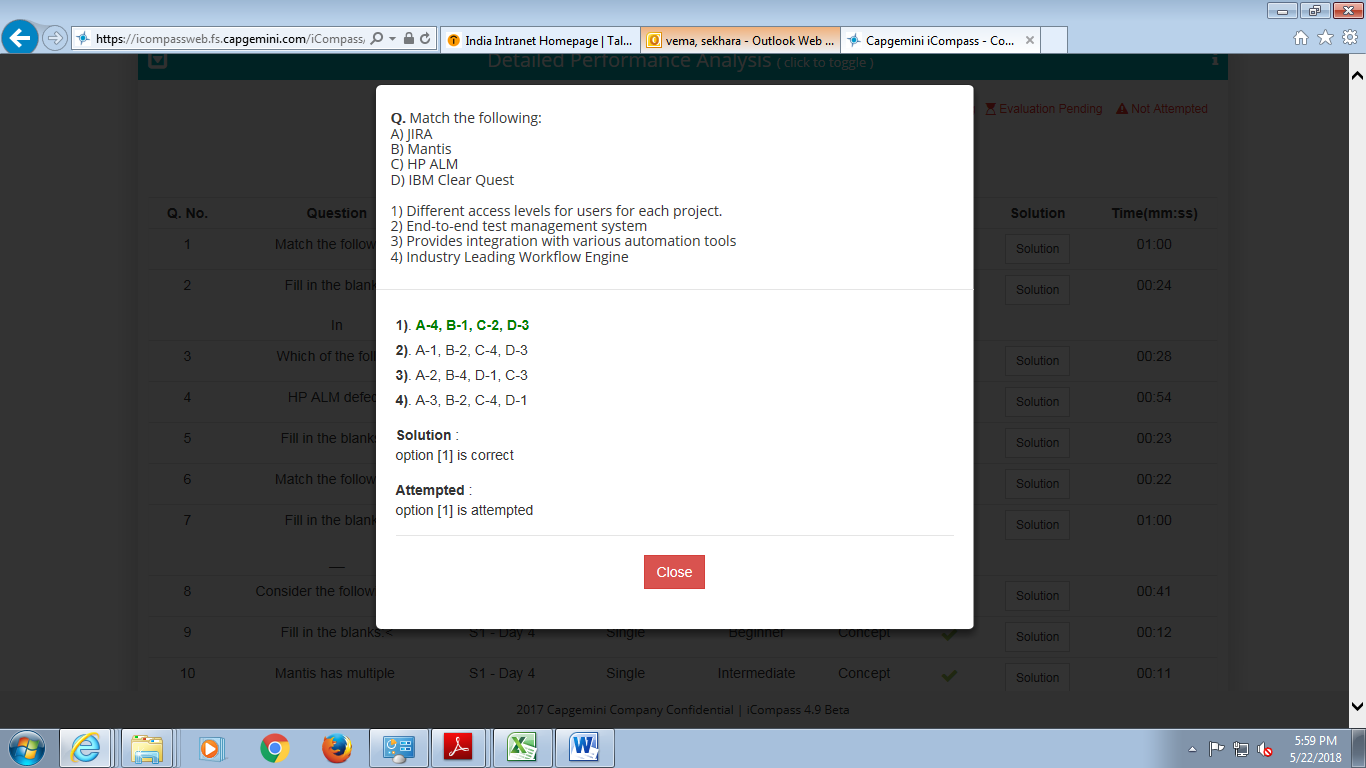 https://icompassweb.fs.capgemini.com/iCompass,
India Intranet Homepage | Tal...
vema, sekhara - Outlook Web ...
Capgemini iCompass - Co...
Detailed Performance Analysis ( click to toggle )
Evaluation Pending
Not Attempted
Q. Match the following:
A) JIRA
B) Mantis
C) HP ALM
D) IBM Clear Quest
1) Different access levels for users for each project.
2) End-to-end test management system
3) Provides integration with various automation tools
4) Industry Leading Workflow Engine
1). A-4, B-1, C-2, D-3
2). A-1, B-2, C-4, D-3
3). A-2, B-4, D-1, C-3
4). A-3, B-2, C-4, D-1
Solution :
option [1] is correct
Attempted :
option [1] is attempted
Close
Q. No. Question Solution Time(mm:ss)
1 Match the follow Solution 01:00
2 Fill in the blank Solution 00:24
In
3 Which of the foll Solution 00:28
4 HP ALM defec Solution 00:54
5 Fill in the blank Solution 00:23
6 Match the follow Solution 00:22
7 Fill in the blank Solution 01:00
__
8 Consider the follow Solution 00:41
9 Fill in the blanks:< S1 - Day 4 Single Beginner Concept Solution 00:12
10 Mantis has multiple S1 - Day 4 Single Intermediate Concept Solution 00:11
2017 Capgemini Company Confidential | iCompass 4.9 Beta
5:59 PM
5/22/2018